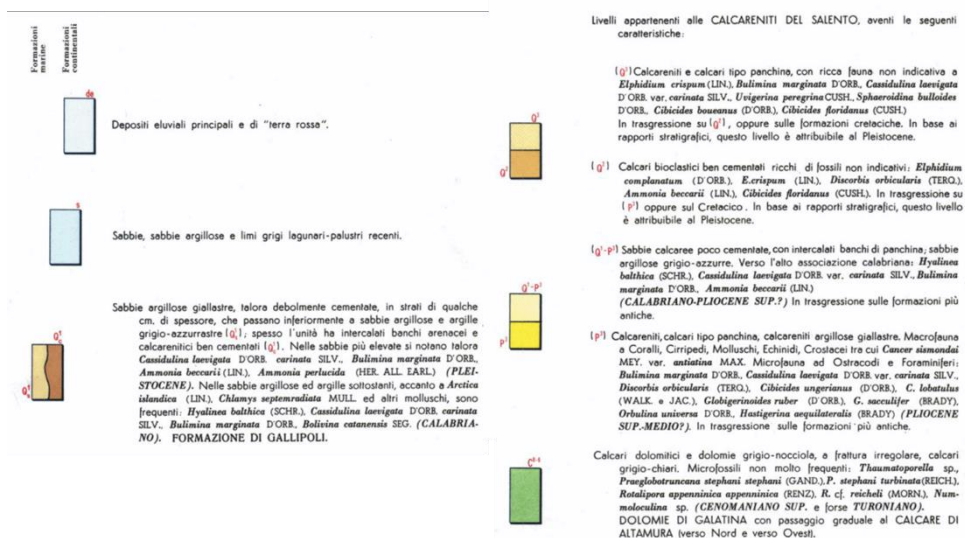 Formazioni marine
Formazioni continentali
de
Depositi eluviali principali e di "terra rossa".
s
Sabbie, sabbie argillose e limi grigi lagunari-palustri recenti.
Sabbie argillose giallastre, talora debolmente cementate, in strati di qualche
cm. di spessore, che passano inferiormente a sabbie argillose e argille
grigio-azzurrastre; spesso l'unità ha intercalati banchi arenacei e
calcarenitici ben cementati. Nelle sabbie più elevate si notano talora
Cassidulina laevigata D'ORB. carinata SILV., Bulimina marginata D'ORB.,
Ammonia beccarii (LIN.), Ammonia perlucida (HER. ALL. EARL.) (PLEI-
STOCENE). Nelle sabbie argillose ed argille sottostanti, accanto a Arctica
islandica (LIN.), Chlamys septemradiata MULL. ed altri molluschi, sono
frequenti: Hyalinea balthica (SCHR.), Cassidulina laevigata D'ORB. carinata
SILV., Bulimina marginata D'ORB., Bolivina catanensis SEG. (CALABRIA-
NO). FORMAZIONE DI GALLIPOLI.
Livelli appartenenti alle CALCARENITI DEL SALENTO, aventi le seguenti
caratteristiche:
Calcareniti e calcari tipo panchina, con ricca fauna non indicativa a
Elphidium crispum (LIN.), Bulimina marginata D'ORB., Cassidulina laevigata
D'ORB. var. carinata SILV., Uvigerina peregrina CUSH., Sphaeroidina bulloides
D'ORB., Cibicides boueanus (D'ORB.), Cibicides floridanus (CUSH.)
In trasgressione su, oppure sulle formazioni cretaciche. In base ai
rapporti stratigrafici, questo livello è attribuibile al Pleistocene.
Calcari bioclastici ben cementati ricchi di fossili non indicativi: Elphidium
complanatum (D'ORB.), E.crispum (LIN.), Discorbis orbicularis (TERQ.),
Ammonia beccarii (LIN.), Cibicides floridanus (CUSH.). In trasgressione su
oppure sul Cretacico. In base ai rapporti stratigrafici, questo livello
è attribuibile al Pleistocene.
Sabbie calcaree poco cementate, con intercalati banchi di panchina; sabbie
argillose grigio-azzurre. Verso l'alto associazione calabriana: Hyalinea
balthica (SCHR.), Cassidulina laevigata D'ORB. var. carinata SILV., Bulimina
marginata D'ORB., Ammonia beccarii (LIN.)
(CALABRIANO-PLIOCENE SUP.?) In trasgressione sulle formazioni più
antiche.
Calcareniti, calcari tipo panchina, calcareniti argillose giallastre. Macrofauna
a Coralli, Cirripedi, Molluschi, Echinidi, Crostacei tra cui Cancer sismondai
MEY. var. antiatina MAX. Microfauna ad Ostracodi e Foraminiferi:
Bulimina marginata D'ORB., Cassidulina laevigata D'ORB. var. carinata SILV.,
Discorbis orbicularis (TERQ.), Cibicides ungerianus (D'ORB.), C. lobatulus
(WALK. e JAC.), Globigerinoides ruber (D'ORB.), G. sacculifer (BRADY),
Orbulina universa D'ORB., Hastigerina aequilateralis (BRADY) (PLIOCENE
SUP.-MEDIO?). In trasgressione sulle formazioni più antiche.
Calcari dolomitici e dolomie grigio-nocciola, a frattura irregolare, calcari
grigio-chiari. Microfossili non molto frequenti: Thaumatoporella sp.,
Praeglobotruncana stephani stephani (GAND.), P. stephani turbinata (REICH.),
Rotalipora appenninica appenninica (RENZ), R. cf. reicheli (MORN.), Num-
moloculina sp. (CENOMANIANO SUP. e forse TURONIANO).
DOLOMIE DI GALATINA con passaggio graduale al CALCARE DI
ALTAMURA (verso Nord e verso Ovest).